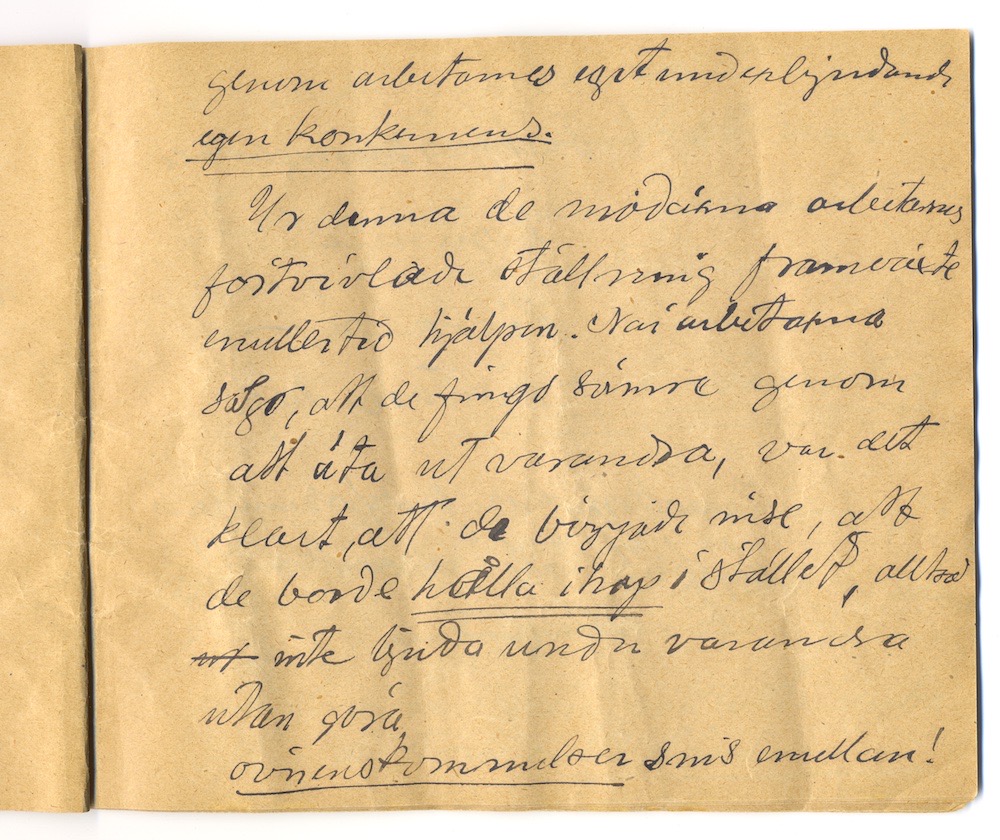 genom arbetarnes eget underbjudande
egen konkurrens.
Ur denna de moderna arbetarnes
förtvivlade ställning framväxte
emellertid hjälpen. När arbetarna
sågo, att de fingo sämre genom
att äta ut varandra, var det
klart, att de började inse, att
de borde hålla ihop i stället, alltså
ut inte bjuda under varandra
utan göra
överenskommelser sins emellan!